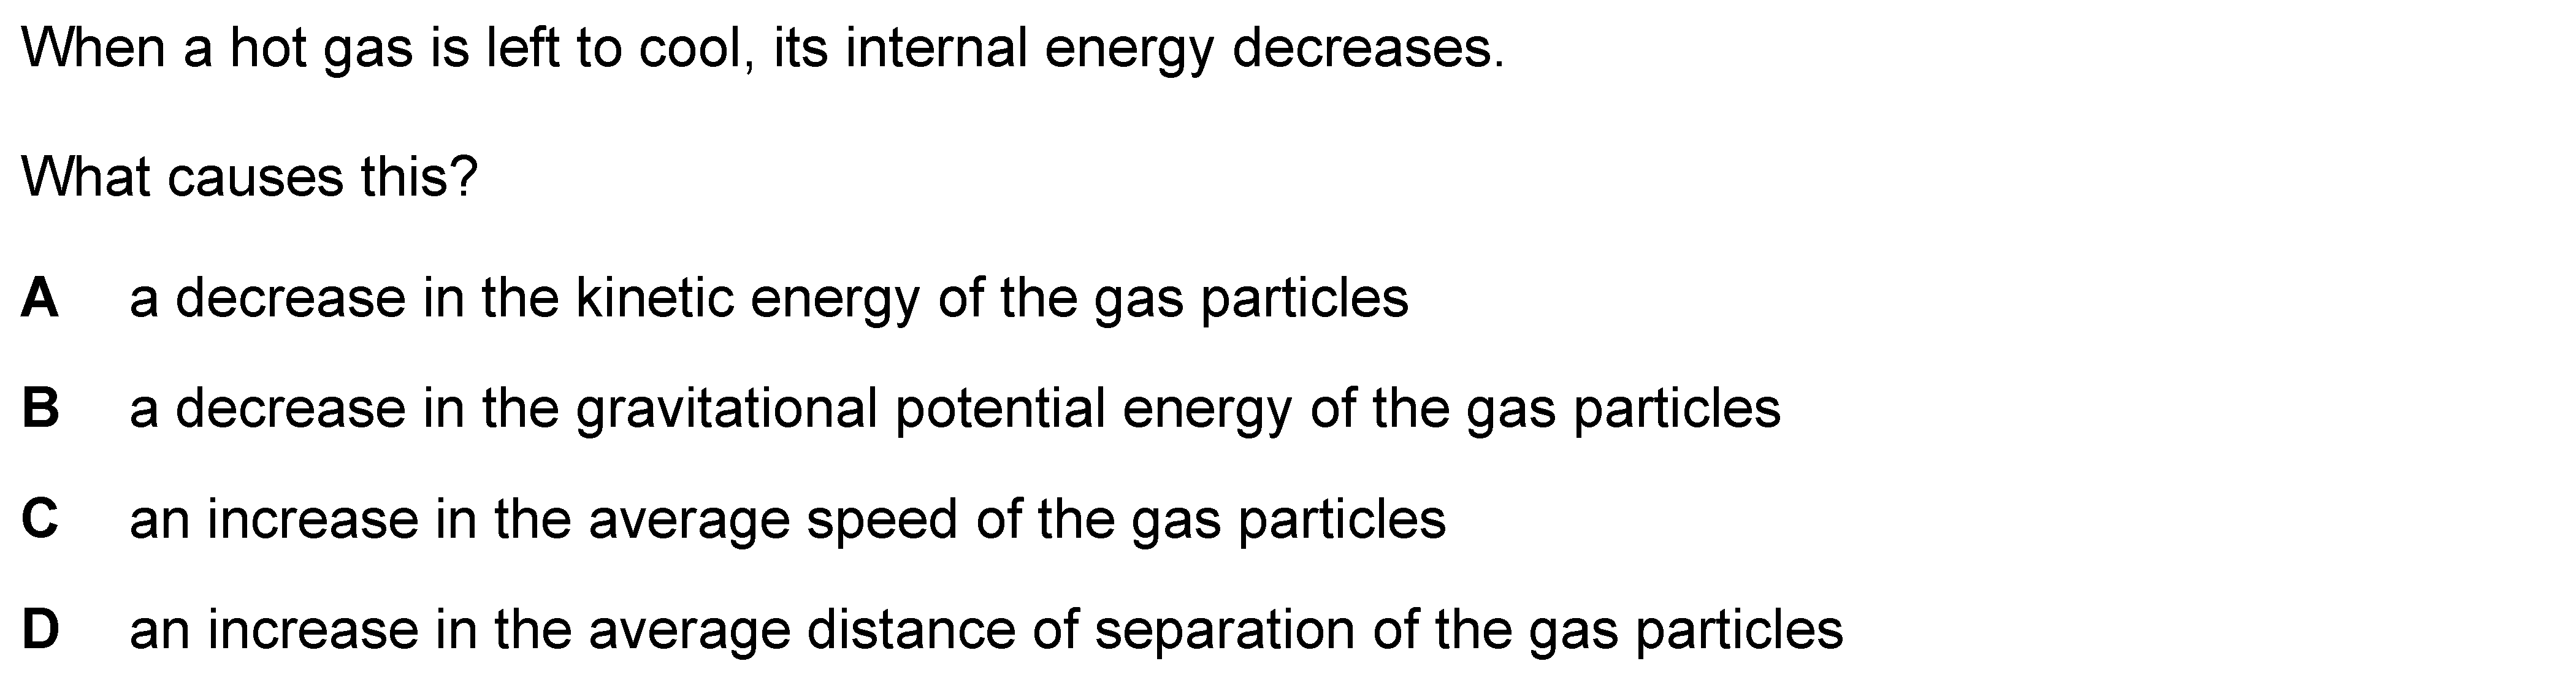 When a hot gas is left to cool, its internal energy decreases.
What causes this?
A a decrease in the kinetic energy of the gas particles
B a decrease in the gravitational potential energy of the gas particles
C an increase in the average speed of the gas particles
D an increase in the average distance of separation of the gas particles